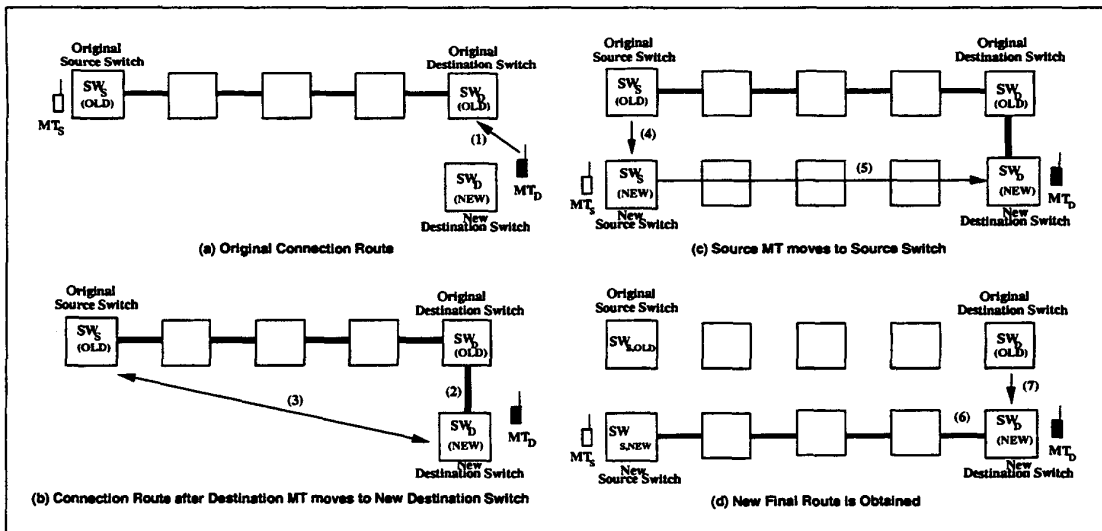 Original
Source Switch
SW_S
(OLD)
MT_S
Original
Destination Switch
SW_D
(OLD)
(1)
MT_D
SW_D
(NEW)
New
Destination Switch
(a) Original Connection Route
Original
Source Switch
SW_S
(OLD)
Original
Destination Switch
SW_D
(OLD)
(4)
(5)
MT_S
SW_S
(NEW)
New
Source Switch
SW_D
(NEW)
MT_D
New
Destination Switch
(c) Source MT moves to Source Switch
Original
Source Switch
SW_S
(OLD)
Original
Destination Switch
SW_D
(OLD)
(2)
(3)
SW_D
(NEW)
MT_D
New
Destination Switch
(b) Connection Route after Destination MT moves to New Destination Switch
Original
Source Switch
SW_S,OLD
Original
Destination Switch
SW_D
(OLD)
(7)
(6)
MT_S
SW
S,NEW
New
Source Switch
SW_D
(NEW)
MT_D
New
Destination Switch
(d) New Final Route is Obtained